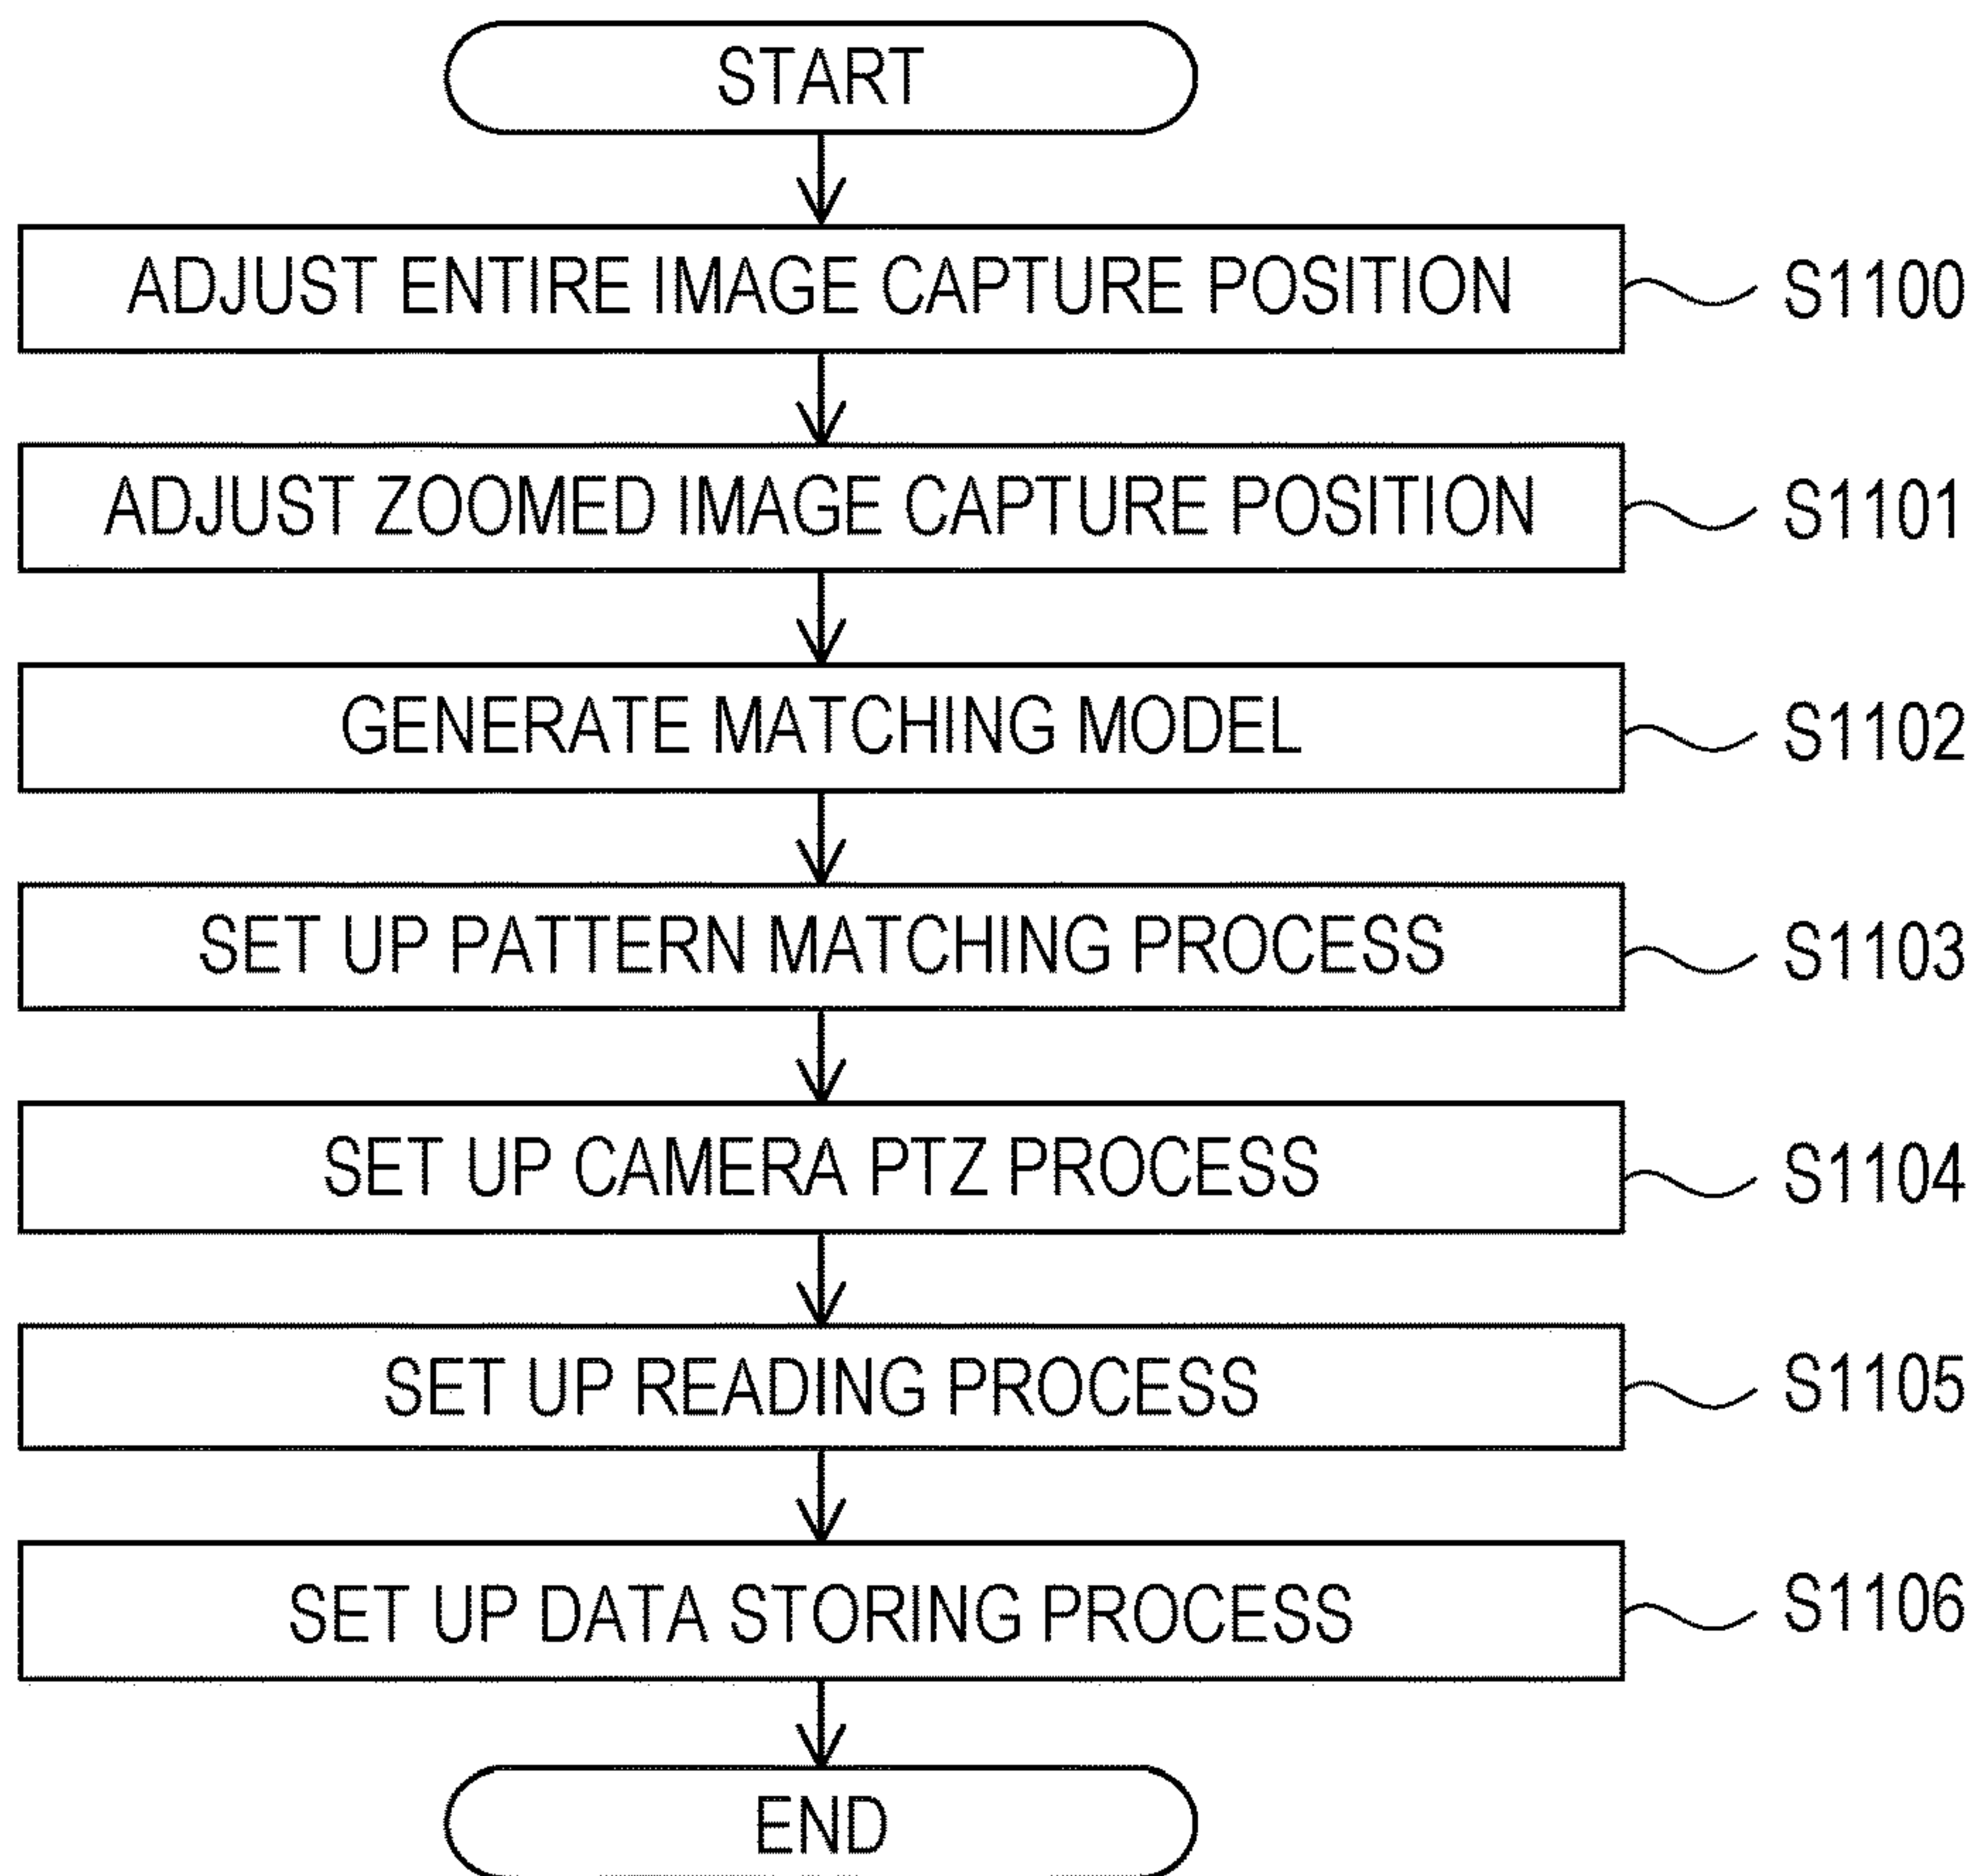 START
ADJUST ENTIRE IMAGE CAPTURE POSITION S1100
ADJUST ZOOMED IMAGE CAPTURE POSITION S1101
GENERATE MATCHING MODEL S1102
SET UP PATTERN MATCHING PROCESS S1103
SET UP CAMERA PTZ PROCESS S1104
SET UP READING PROCESS S1105
SET UP DATA STORING PROCESS S1106
END